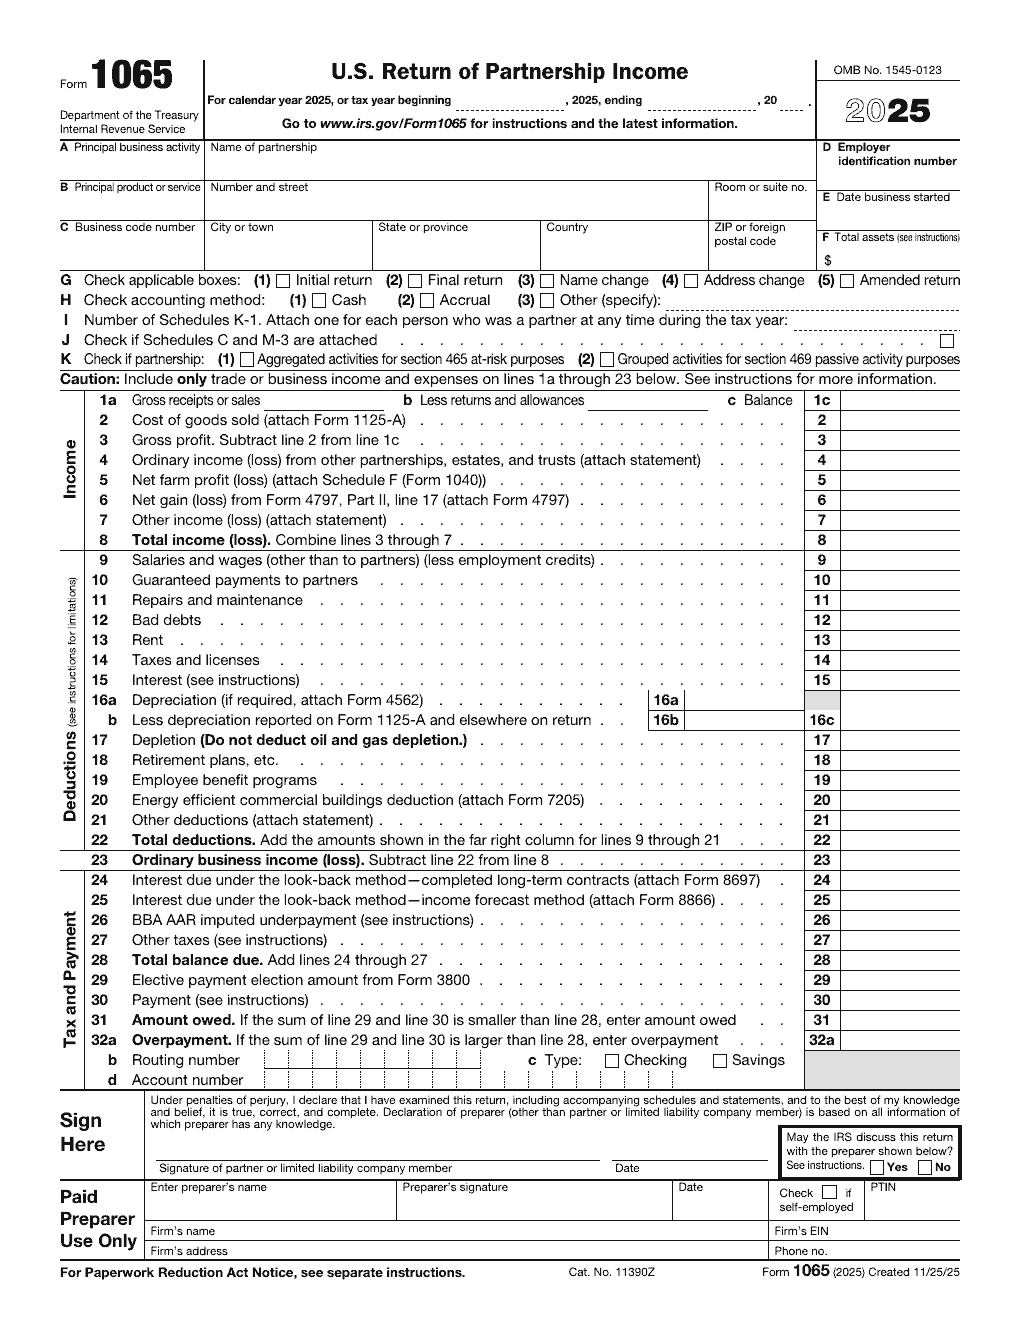 Form 1065
Department of the Treasury
Internal Revenue Service
U.S. Return of Partnership Income
For calendar year 2025, or tax year beginning , 2025, ending , 20 .
Go to www.irs.gov/Form1065 for instructions and the latest information.
OMB No. 1545-0123
2025
A Principal business activity
Name of partnership
D Employer
identification number
B Principal product or service
Number and street
Room or suite no.
E Date business started
C Business code number
City or town
State or province
Country
ZIP or foreign
postal code
F Total assets (see instructions)
$
G Check applicable boxes: (1) Initial return (2) Final return (3) Name change (4) Address change (5) Amended return
H Check accounting method: (1) Cash (2) Accrual (3) Other (specify):
I Number of Schedules K-1. Attach one for each person who was a partner at any time during the tax year:
J Check if Schedules C and M-3 are attached . . . . . . . . . . . . . . . . . . . . . . . . . . .
K Check if partnership: (1) Aggregated activities for section 465 at-risk purposes (2) Grouped activities for section 469 passive activity purposes
Caution: Include only trade or business income and expenses on lines 1a through 23 below. See instructions for more information.
Income
1a Gross receipts or sales b Less returns and allowances c Balance 1c
2 Cost of goods sold (attach Form 1125-A) . . . . . . . . . . . . . . . . . . . 2
3 Gross profit. Subtract line 2 from line 1c . . . . . . . . . . . . . . . . . . . 3
4 Ordinary income (loss) from other partnerships, estates, and trusts (attach statement) . . . . 4
5 Net farm profit (loss) (attach Schedule F (Form 1040)) . . . . . . . . . . . . . . . 5
6 Net gain (loss) from Form 4797, Part II, line 17 (attach Form 4797) . . . . . . . . . . . 6
7 Other income (loss) (attach statement) . . . . . . . . . . . . . . . . . . . . 7
8 Total income (loss). Combine lines 3 through 7 . . . . . . . . . . . . . . . . . 8
Deductions (see instructions for limitations)
9 Salaries and wages (other than to partners) (less employment credits) . . . . . . . . . . 9
10 Guaranteed payments to partners . . . . . . . . . . . . . . . . . . . . . 10
11 Repairs and maintenance . . . . . . . . . . . . . . . . . . . . . . . . 11
12 Bad debts . . . . . . . . . . . . . . . . . . . . . . . . . . . . . 12
13 Rent . . . . . . . . . . . . . . . . . . . . . . . . . . . . . . . 13
14 Taxes and licenses . . . . . . . . . . . . . . . . . . . . . . . . . . 14
15 Interest (see instructions) . . . . . . . . . . . . . . . . . . . . . . . . 15
16a Depreciation (if required, attach Form 4562) . . . . . . . . . . 16a
b Less depreciation reported on Form 1125-A and elsewhere on return . . 16b 16c
17 Depletion (Do not deduct oil and gas depletion.) . . . . . . . . . . . . . . . . 17
18 Retirement plans, etc. . . . . . . . . . . . . . . . . . . . . . . . . . 18
19 Employee benefit programs . . . . . . . . . . . . . . . . . . . . . . . 19
20 Energy efficient commercial buildings deduction (attach Form 7205) . . . . . . . . . . 20
21 Other deductions (attach statement) . . . . . . . . . . . . . . . . . . . . . 21
22 Total deductions. Add the amounts shown in the far right column for lines 9 through 21 . . . 22
23 Ordinary business income (loss). Subtract line 22 from line 8 . . . . . . . . . . . . 23
Tax and Payment
24 Interest due under the look-back method—completed long-term contracts (attach Form 8697) . 24
25 Interest due under the look-back method—income forecast method (attach Form 8866) . . . . 25
26 BBA AAR imputed underpayment (see instructions) . . . . . . . . . . . . . . . . 26
27 Other taxes (see instructions) . . . . . . . . . . . . . . . . . . . . . . . 27
28 Total balance due. Add lines 24 through 27 . . . . . . . . . . . . . . . . . . 28
29 Elective payment election amount from Form 3800 . . . . . . . . . . . . . . . . 29
30 Payment (see instructions) . . . . . . . . . . . . . . . . . . . . . . . . 30
31 Amount owed. If the sum of line 29 and line 30 is smaller than line 28, enter amount owed . . 31
32a Overpayment. If the sum of line 29 and line 30 is larger than line 28, enter overpayment . . . 32a
b Routing number c Type: Checking Savings
d Account number
Sign
Here
Under penalties of perjury, I declare that I have examined this return, including accompanying schedules and statements, and to the best of my knowledge
and belief, it is true, correct, and complete. Declaration of preparer (other than partner or limited liability company member) is based on all information of
which preparer has any knowledge.
Signature of partner or limited liability company member
Date
May the IRS discuss this return
with the preparer shown below?
See instructions. Yes No
Paid
Preparer
Use Only
Enter preparer's name
Preparer's signature
Date
Check if
self-employed
PTIN
Firm's name
Firm's EIN
Firm's address
Phone no.
For Paperwork Reduction Act Notice, see separate instructions.
Cat. No. 11390Z
Form 1065 (2025) Created 11/25/25